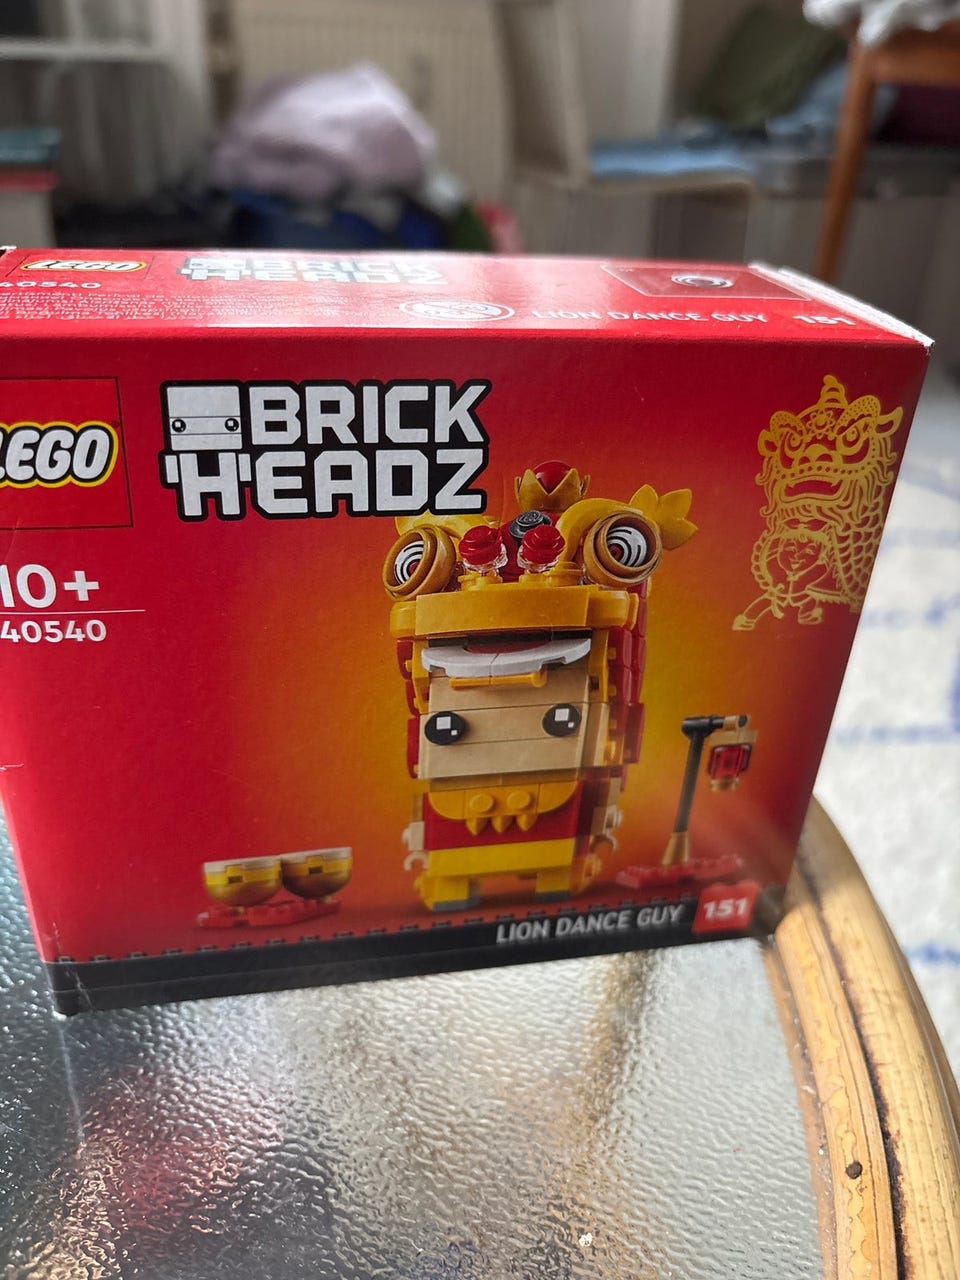 LEGO
BRICK
HEADZ
40540
LION DANCE GUY 151
LEGO
BRICK
HEADZ
10+
40540
LION DANCE GUY 151